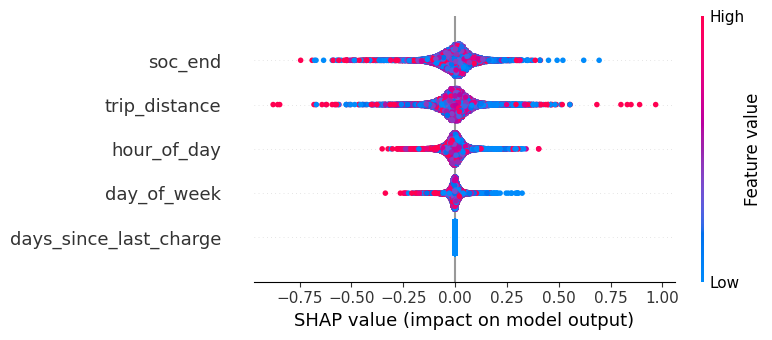 High
soc_end
trip_distance
hour_of_day
day_of_week
days_since_last_charge
Feature value
Low
−0.75 −0.50 −0.25 0.00 0.25 0.50 0.75 1.00
SHAP value (impact on model output)